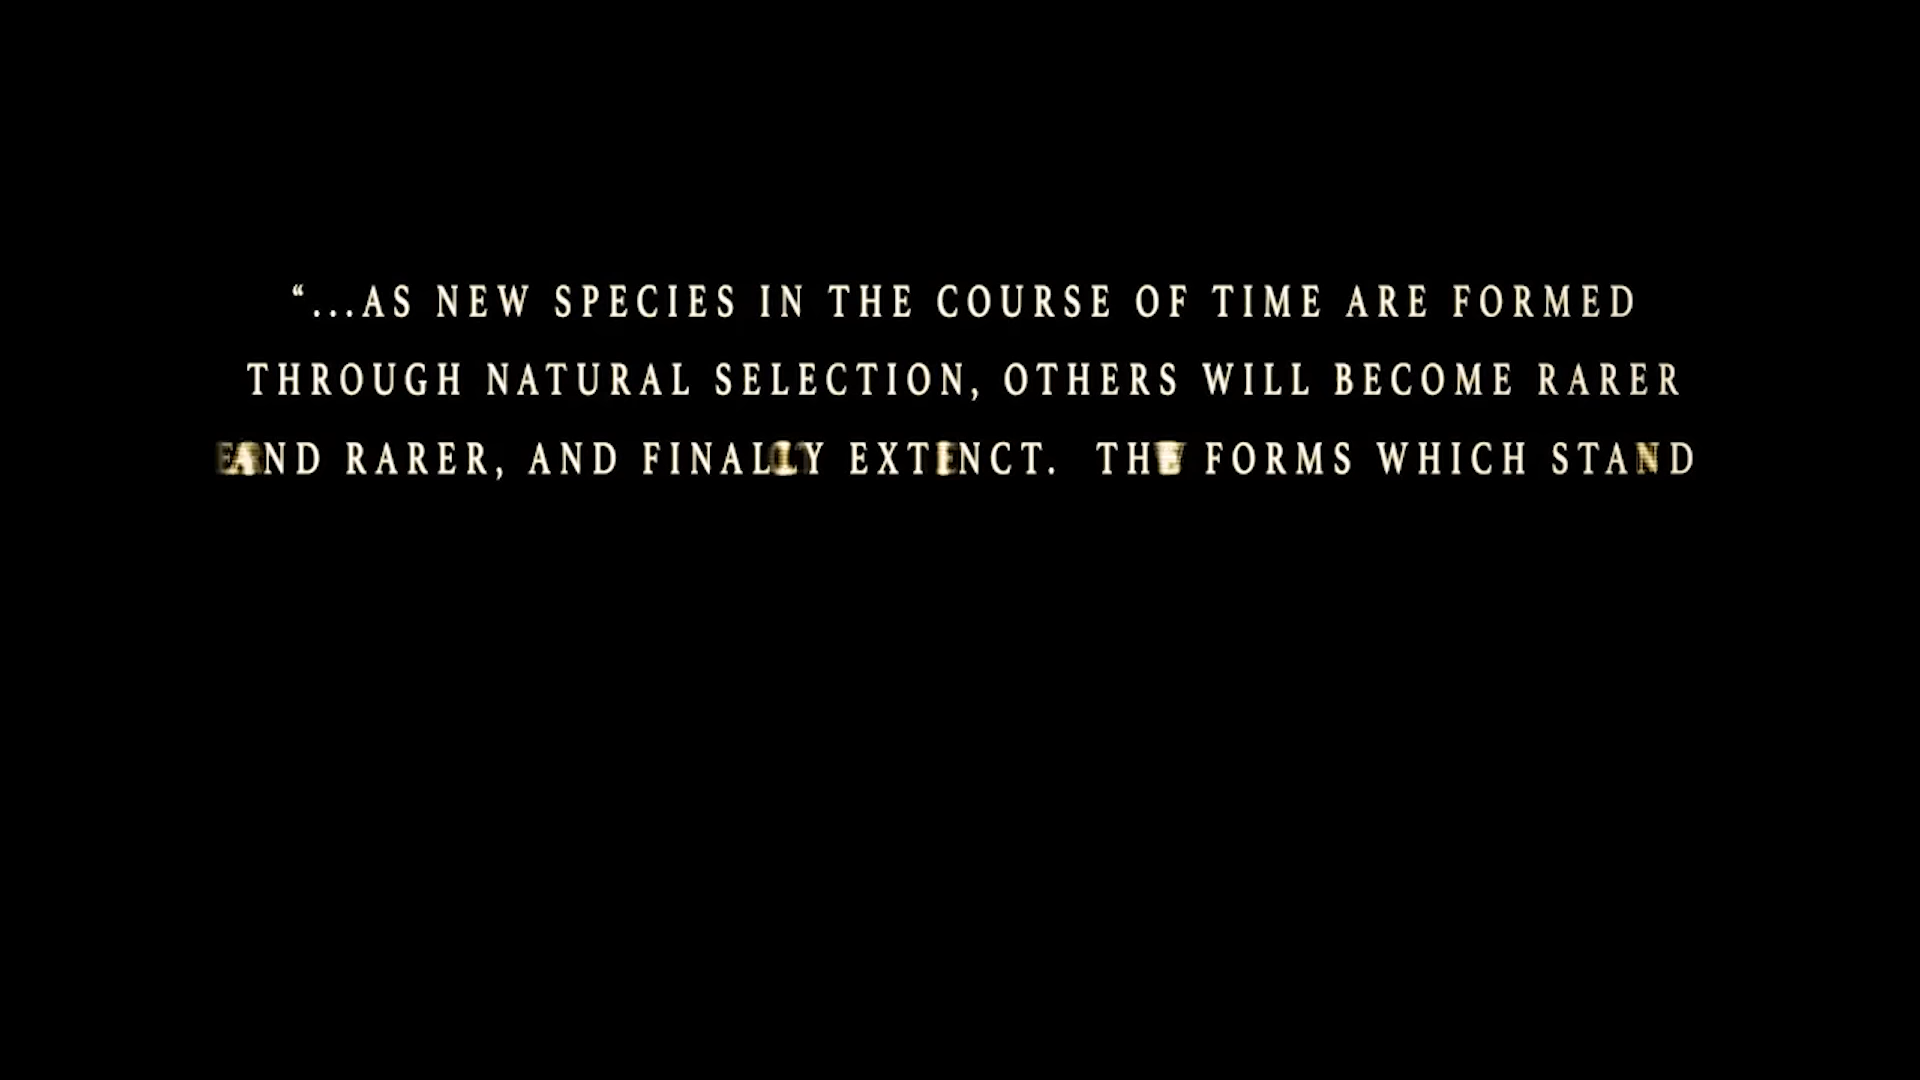 “...AS NEW SPECIES IN THE COURSE OF TIME ARE FORMED
THROUGH NATURAL SELECTION, OTHERS WILL BECOME RARER
AND RARER, AND FINALLY EXTINCT.  THE FORMS WHICH STAND